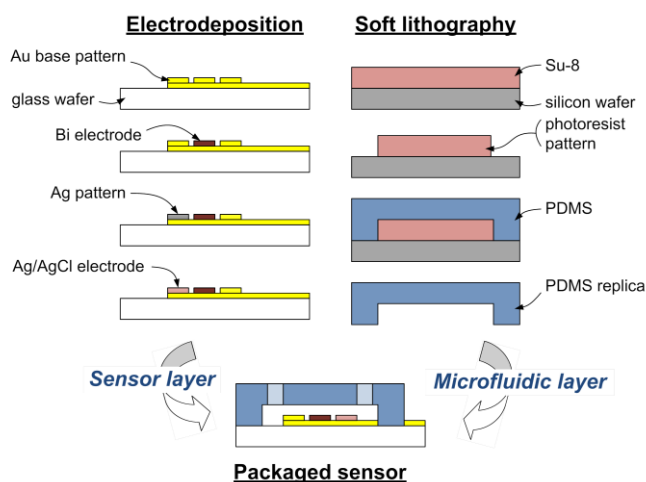 Electrodeposition
Soft lithography
Au base pattern
glass wafer
Bi electrode
Ag pattern
Ag/AgCl electrode
Su-8
silicon wafer
photoresist
pattern
PDMS
PDMS replica
Sensor layer
Microfluidic layer
Packaged sensor